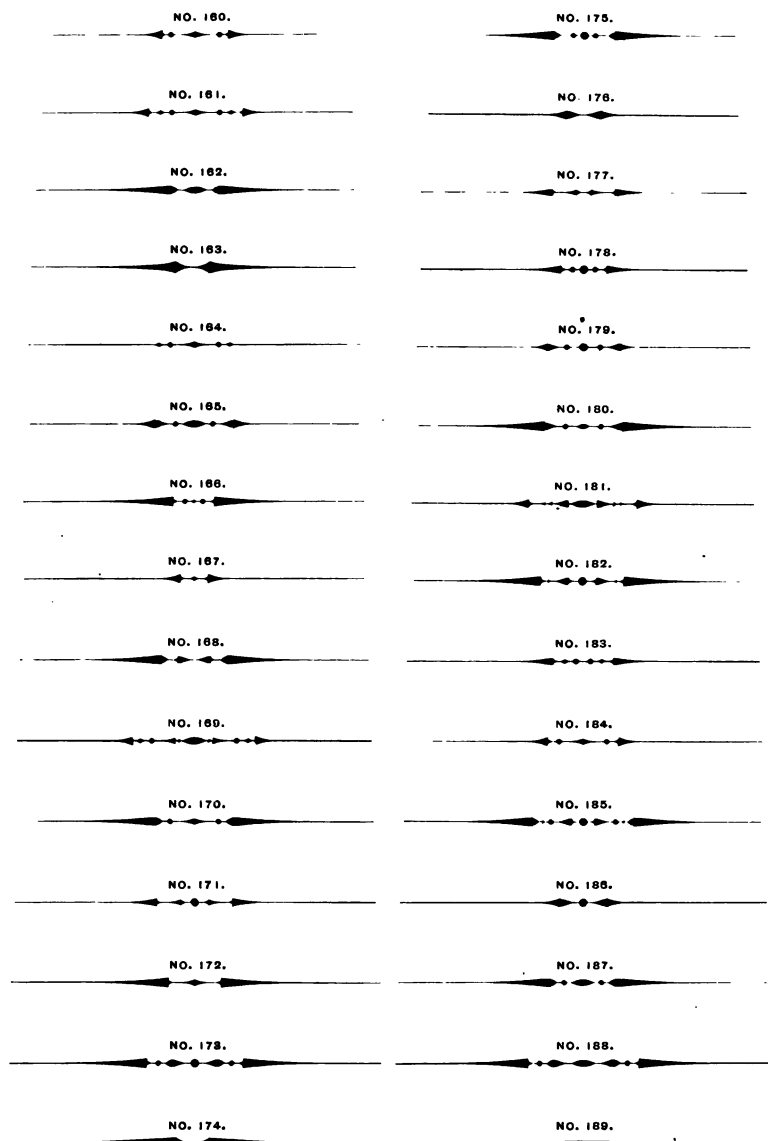 NO. 160.
NO. 161.
NO. 162.
NO. 163.
NO. 164.
NO. 165.
NO. 166.
NO. 167.
NO. 168.
NO. 169.
NO. 170.
NO. 171.
NO. 172.
NO. 173.
NO. 174.
NO. 175.
NO. 176.
NO. 177.
NO. 178.
NO. 179.
NO. 180.
NO. 181.
NO. 182.
NO. 183.
NO. 184.
NO. 185.
NO. 186.
NO. 187.
NO. 188.
NO. 189.